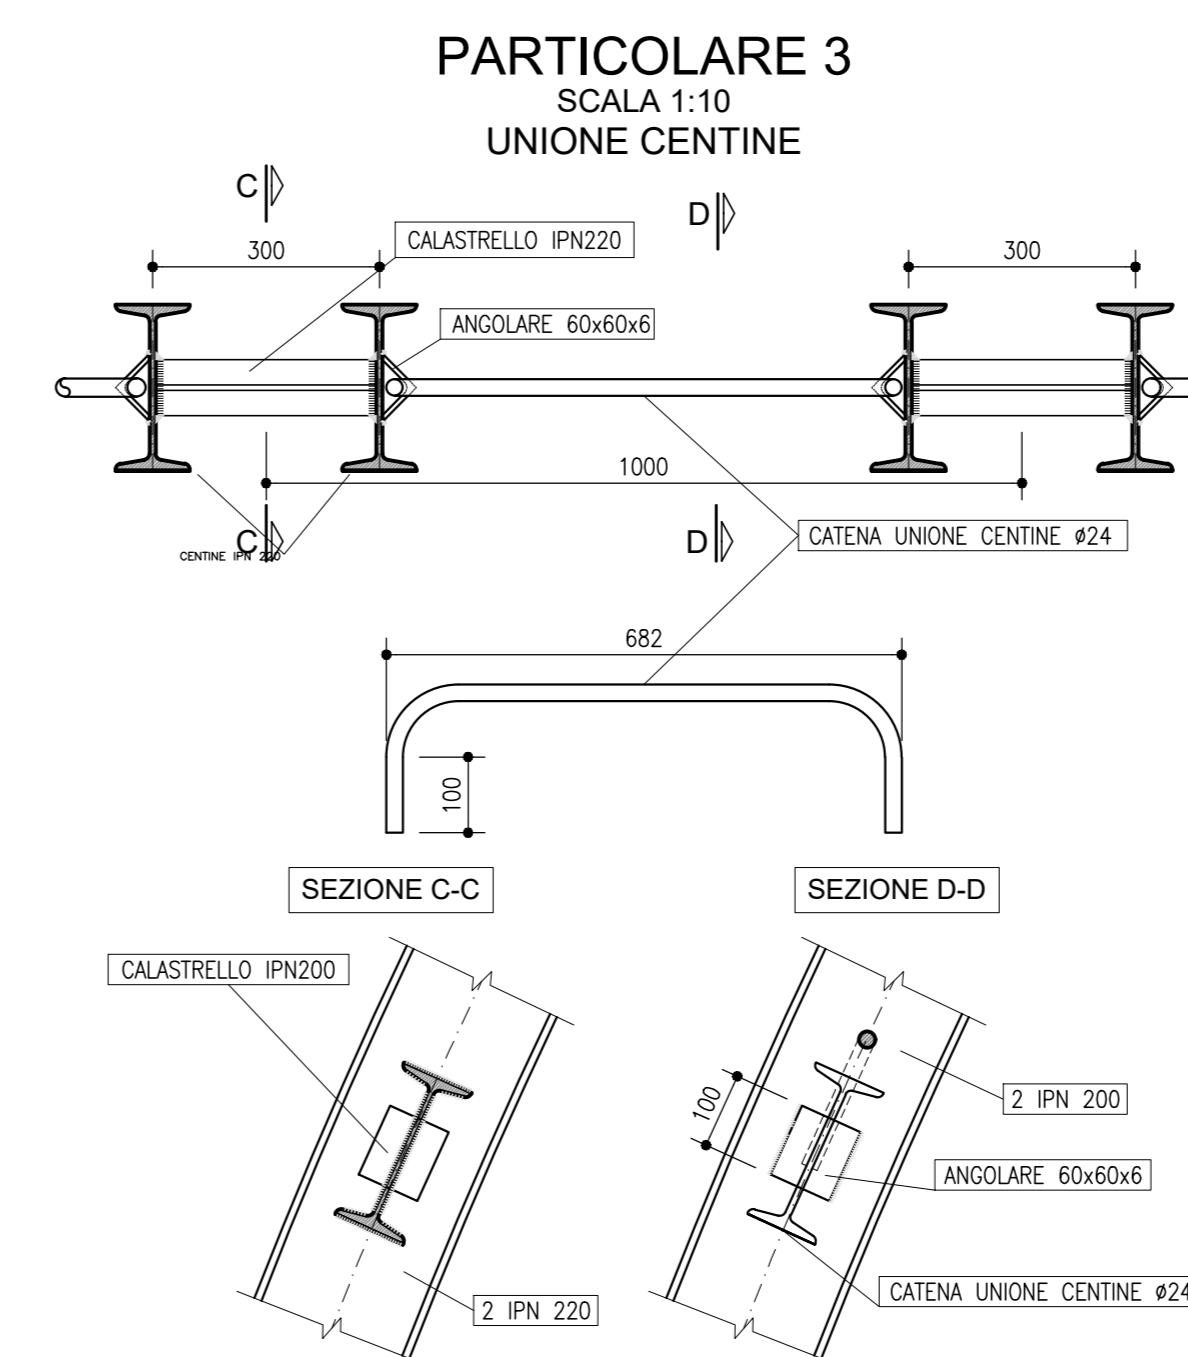 PARTICOLARE 3
SCALA 1:10
UNIONE CENTINE
C
D
300
CALASTRELLO IPN220
300
ANGOLARE 60x60x6
1000
C
D
CATENA UNIONE CENTINE ø24
CENTINE IPN 220
682
100
SEZIONE C-C
SEZIONE D-D
CALASTRELLO IPN200
100
2 IPN 200
ANGOLARE 60x60x6
CATENA UNIONE CENTINE ø24
2 IPN 220